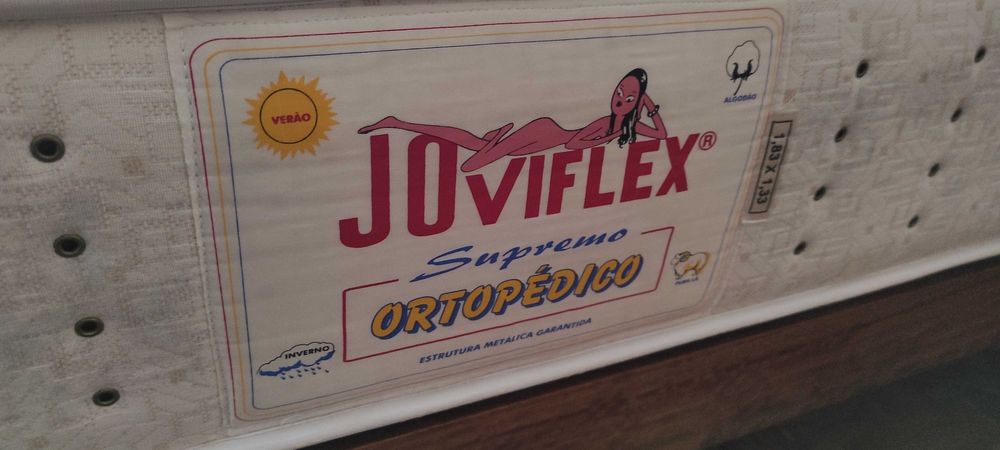 VERÃO
ALGODÃO
JOVIFLEX®
1,83 X 1,33
Supremo
ORTOPÉDICO
INVERNO
ESTRUTURA METALICA GARANTIDA